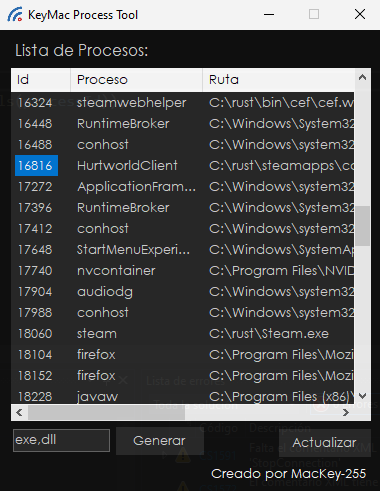 KeyMac Process Tool
Lista de Procesos:
Id Proceso Ruta
16324 steamwebhelper C:\rust\bin\cef\cef.w
16448 RuntimeBroker C:\Windows\System32
16488 conhost C:\Windows\system32
16816 HurtworldClient C:\rust\steamapps\co
17272 ApplicationFram... C:\Windows\system32
17396 RuntimeBroker C:\Windows\System32
17412 conhost C:\Windows\system32
17648 StartMenuExperi... C:\Windows\SystemAp
17740 nvcontainer C:\Program Files\NVID
17904 audiodg C:\Windows\system32
17988 conhost C:\Windows\system32
18060 steam C:\rust\Steam.exe
18104 firefox C:\Program Files\Mozi
18152 firefox C:\Program Files\Mozi
18228 javaw C:\Program Files (x86)\
exe,dll Generar Actualizar
Creado por MacKey-255